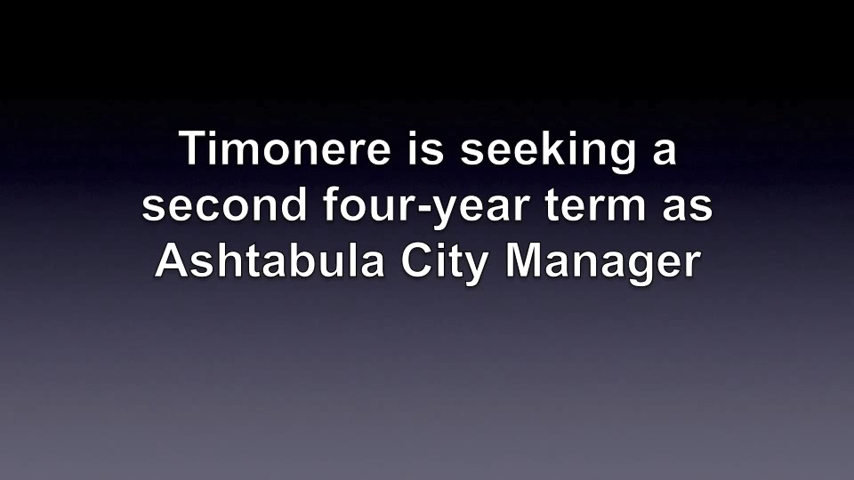 Timonere is seeking a
second four-year term as
Ashtabula City Manager